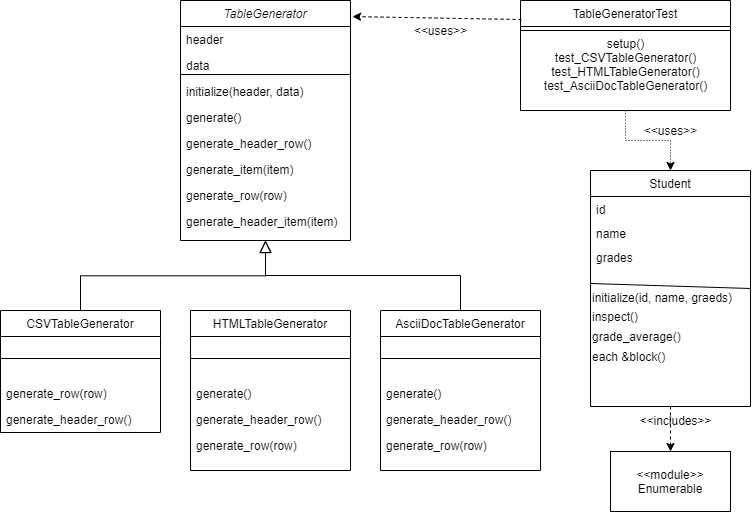 TableGenerator
header
data
initialize(header, data)
generate()
generate_header_row()
generate_item(item)
generate_row(row)
generate_header_item(item)
<<uses>>
TableGeneratorTest
setup()
test_CSVTableGenerator()
test_HTMLTableGenerator()
test_AsciiDocTableGenerator()
<<uses>>
Student
id
name
grades
initialize(id, name, graeds)
inspect()
grade_average()
each &block()
<<includes>>
<<module>>
Enumerable
CSVTableGenerator
generate_row(row)
generate_header_row()
HTMLTableGenerator
generate()
generate_header_row()
generate_row(row)
AsciiDocTableGenerator
generate()
generate_header_row()
generate_row(row)